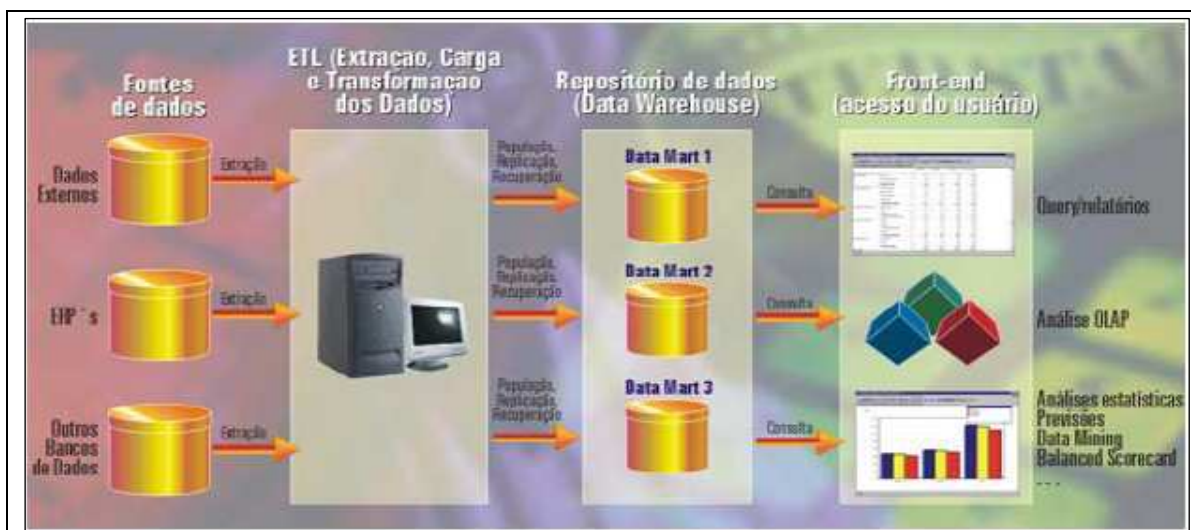 Fontes
de dados
ETL (Extracao, Carga
e Transformaçao
dos Dados)
Repositório de dados
(Data Warehouse)
Front-end
(acesso do usuário)
Dados
Externos
Extração
População,
Replicação,
Recuperação
Data Mart 1
Consulta
Query/relatórios
ERP`s
Extração
População,
Replicação,
Recuperação
Data Mart 2
Consulta
Análise OLAP
Outros
Bancos
de Dados
Extração
População,
Replicação,
Recuperação
Data Mart 3
Consulta
Análises estatísticas
Previsões
Data Mining
Balanced Scorecard
...